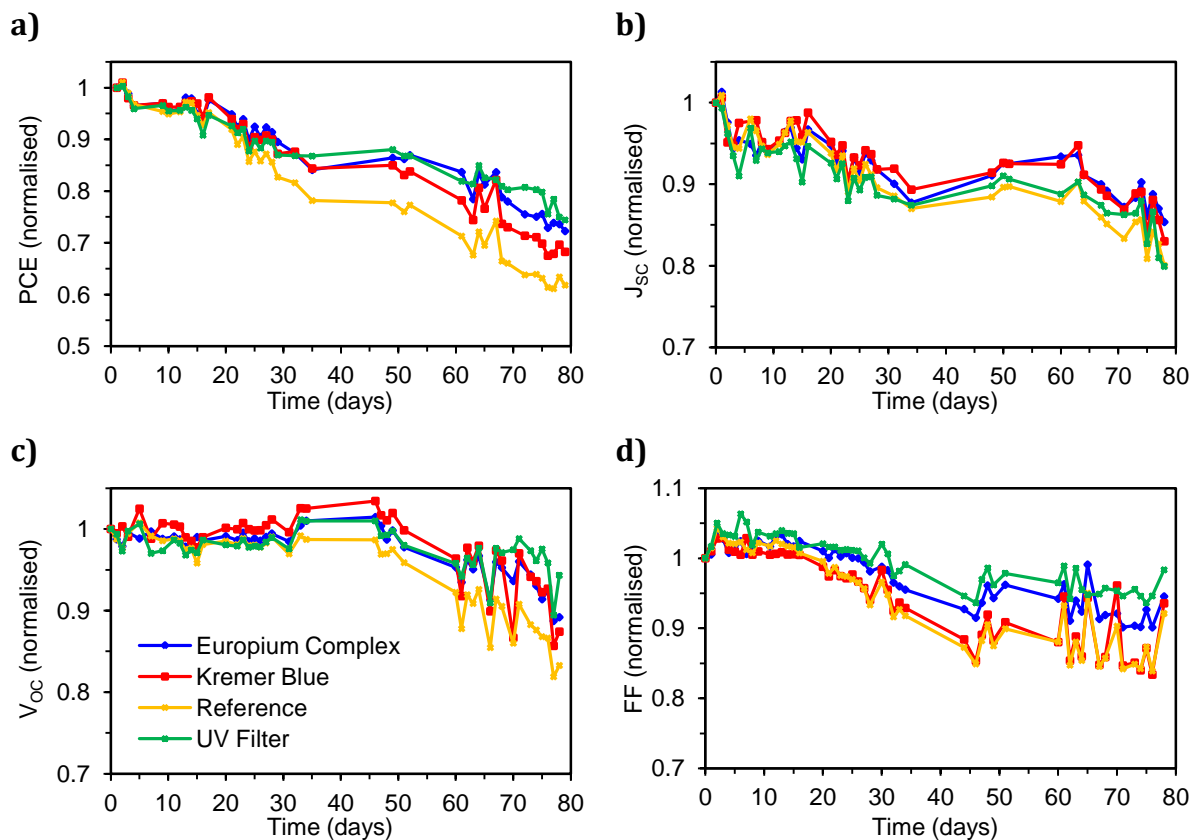 a)
PCE (normalised)
1
0.9
0.8
0.7
0.6
0.5
0 10 20 30 40 50 60 70 80
Time (days)
b)
J_SC (normalised)
1
0.9
0.8
0.7
0 10 20 30 40 50 60 70 80
Time (days)
c)
V_OC (normalised)
1
0.9
0.8
0.7
Europium Complex
Kremer Blue
Reference
UV Filter
0 10 20 30 40 50 60 70 80
Time (days)
d)
FF (normalised)
1.1
1
0.9
0.8
0.7
0 10 20 30 40 50 60 70 80
Time (days)